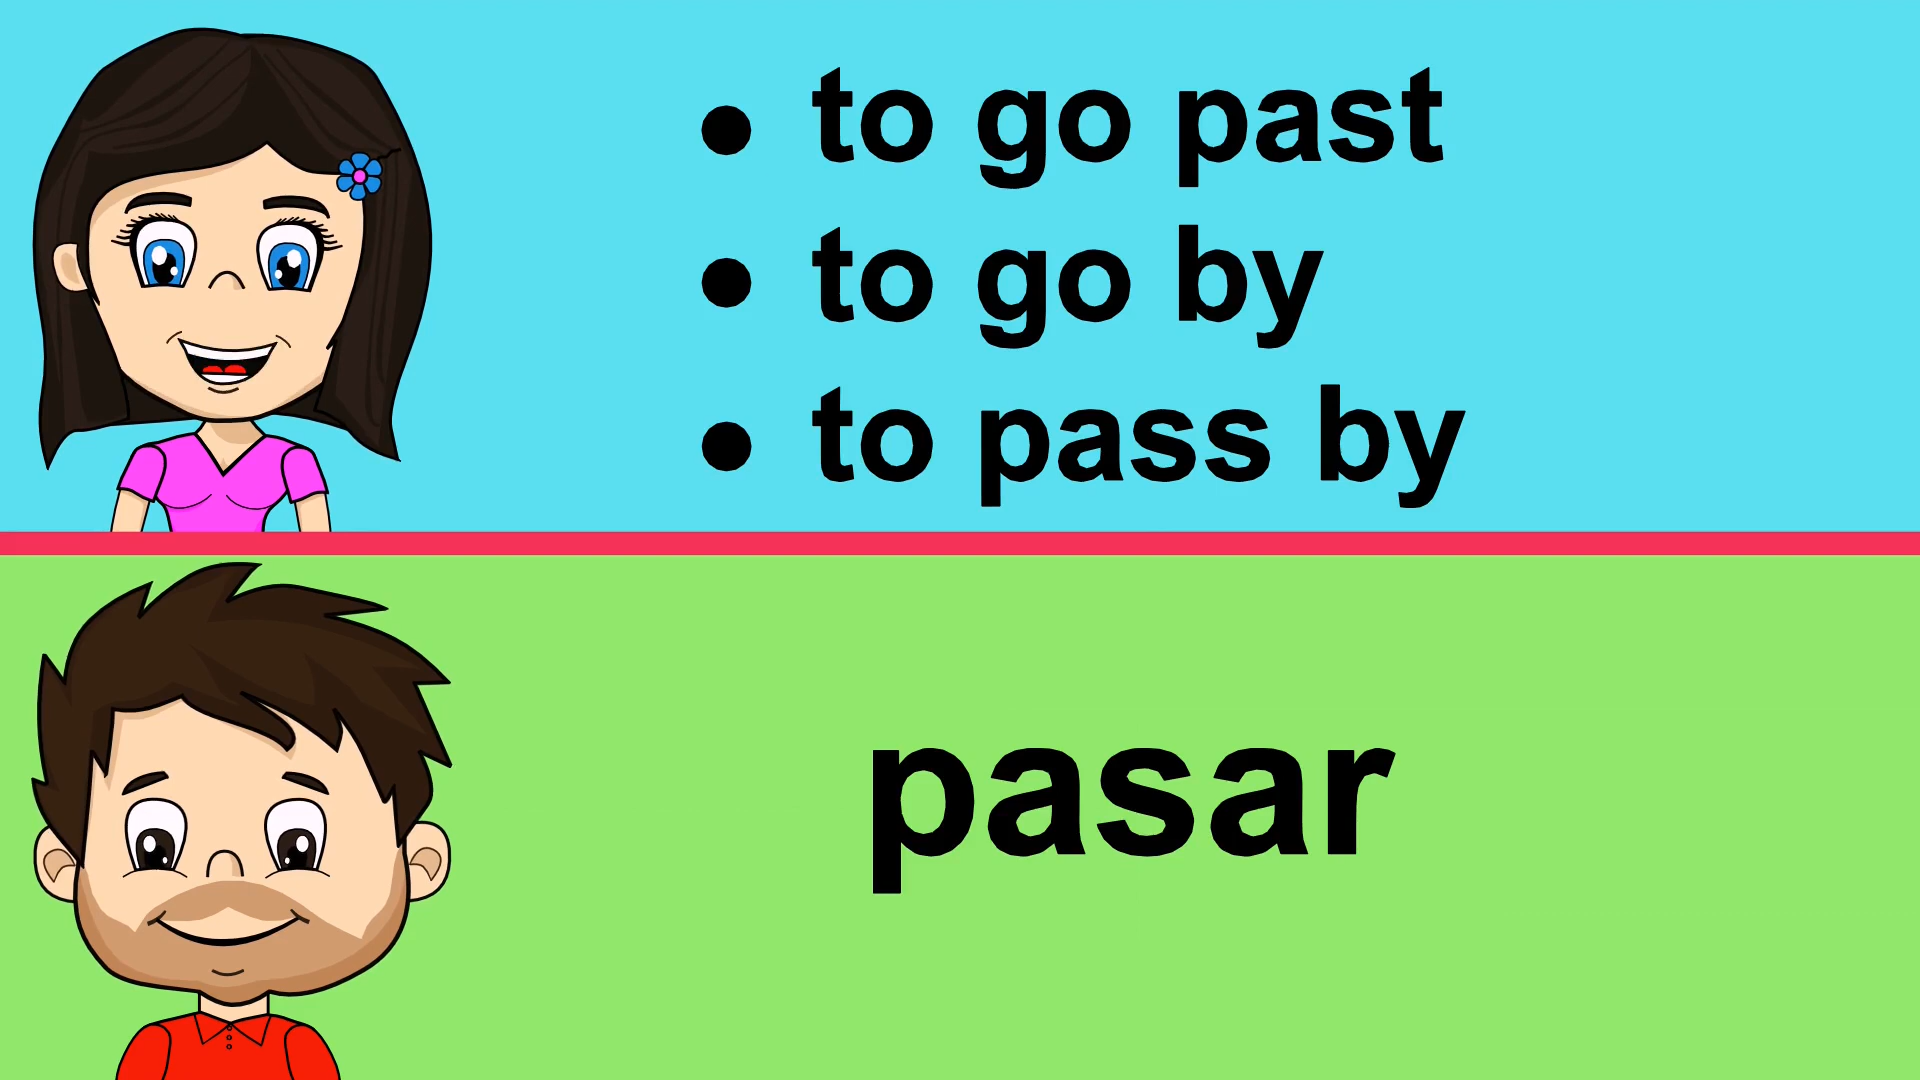 • to go past
• to go by
• to pass by
pasar